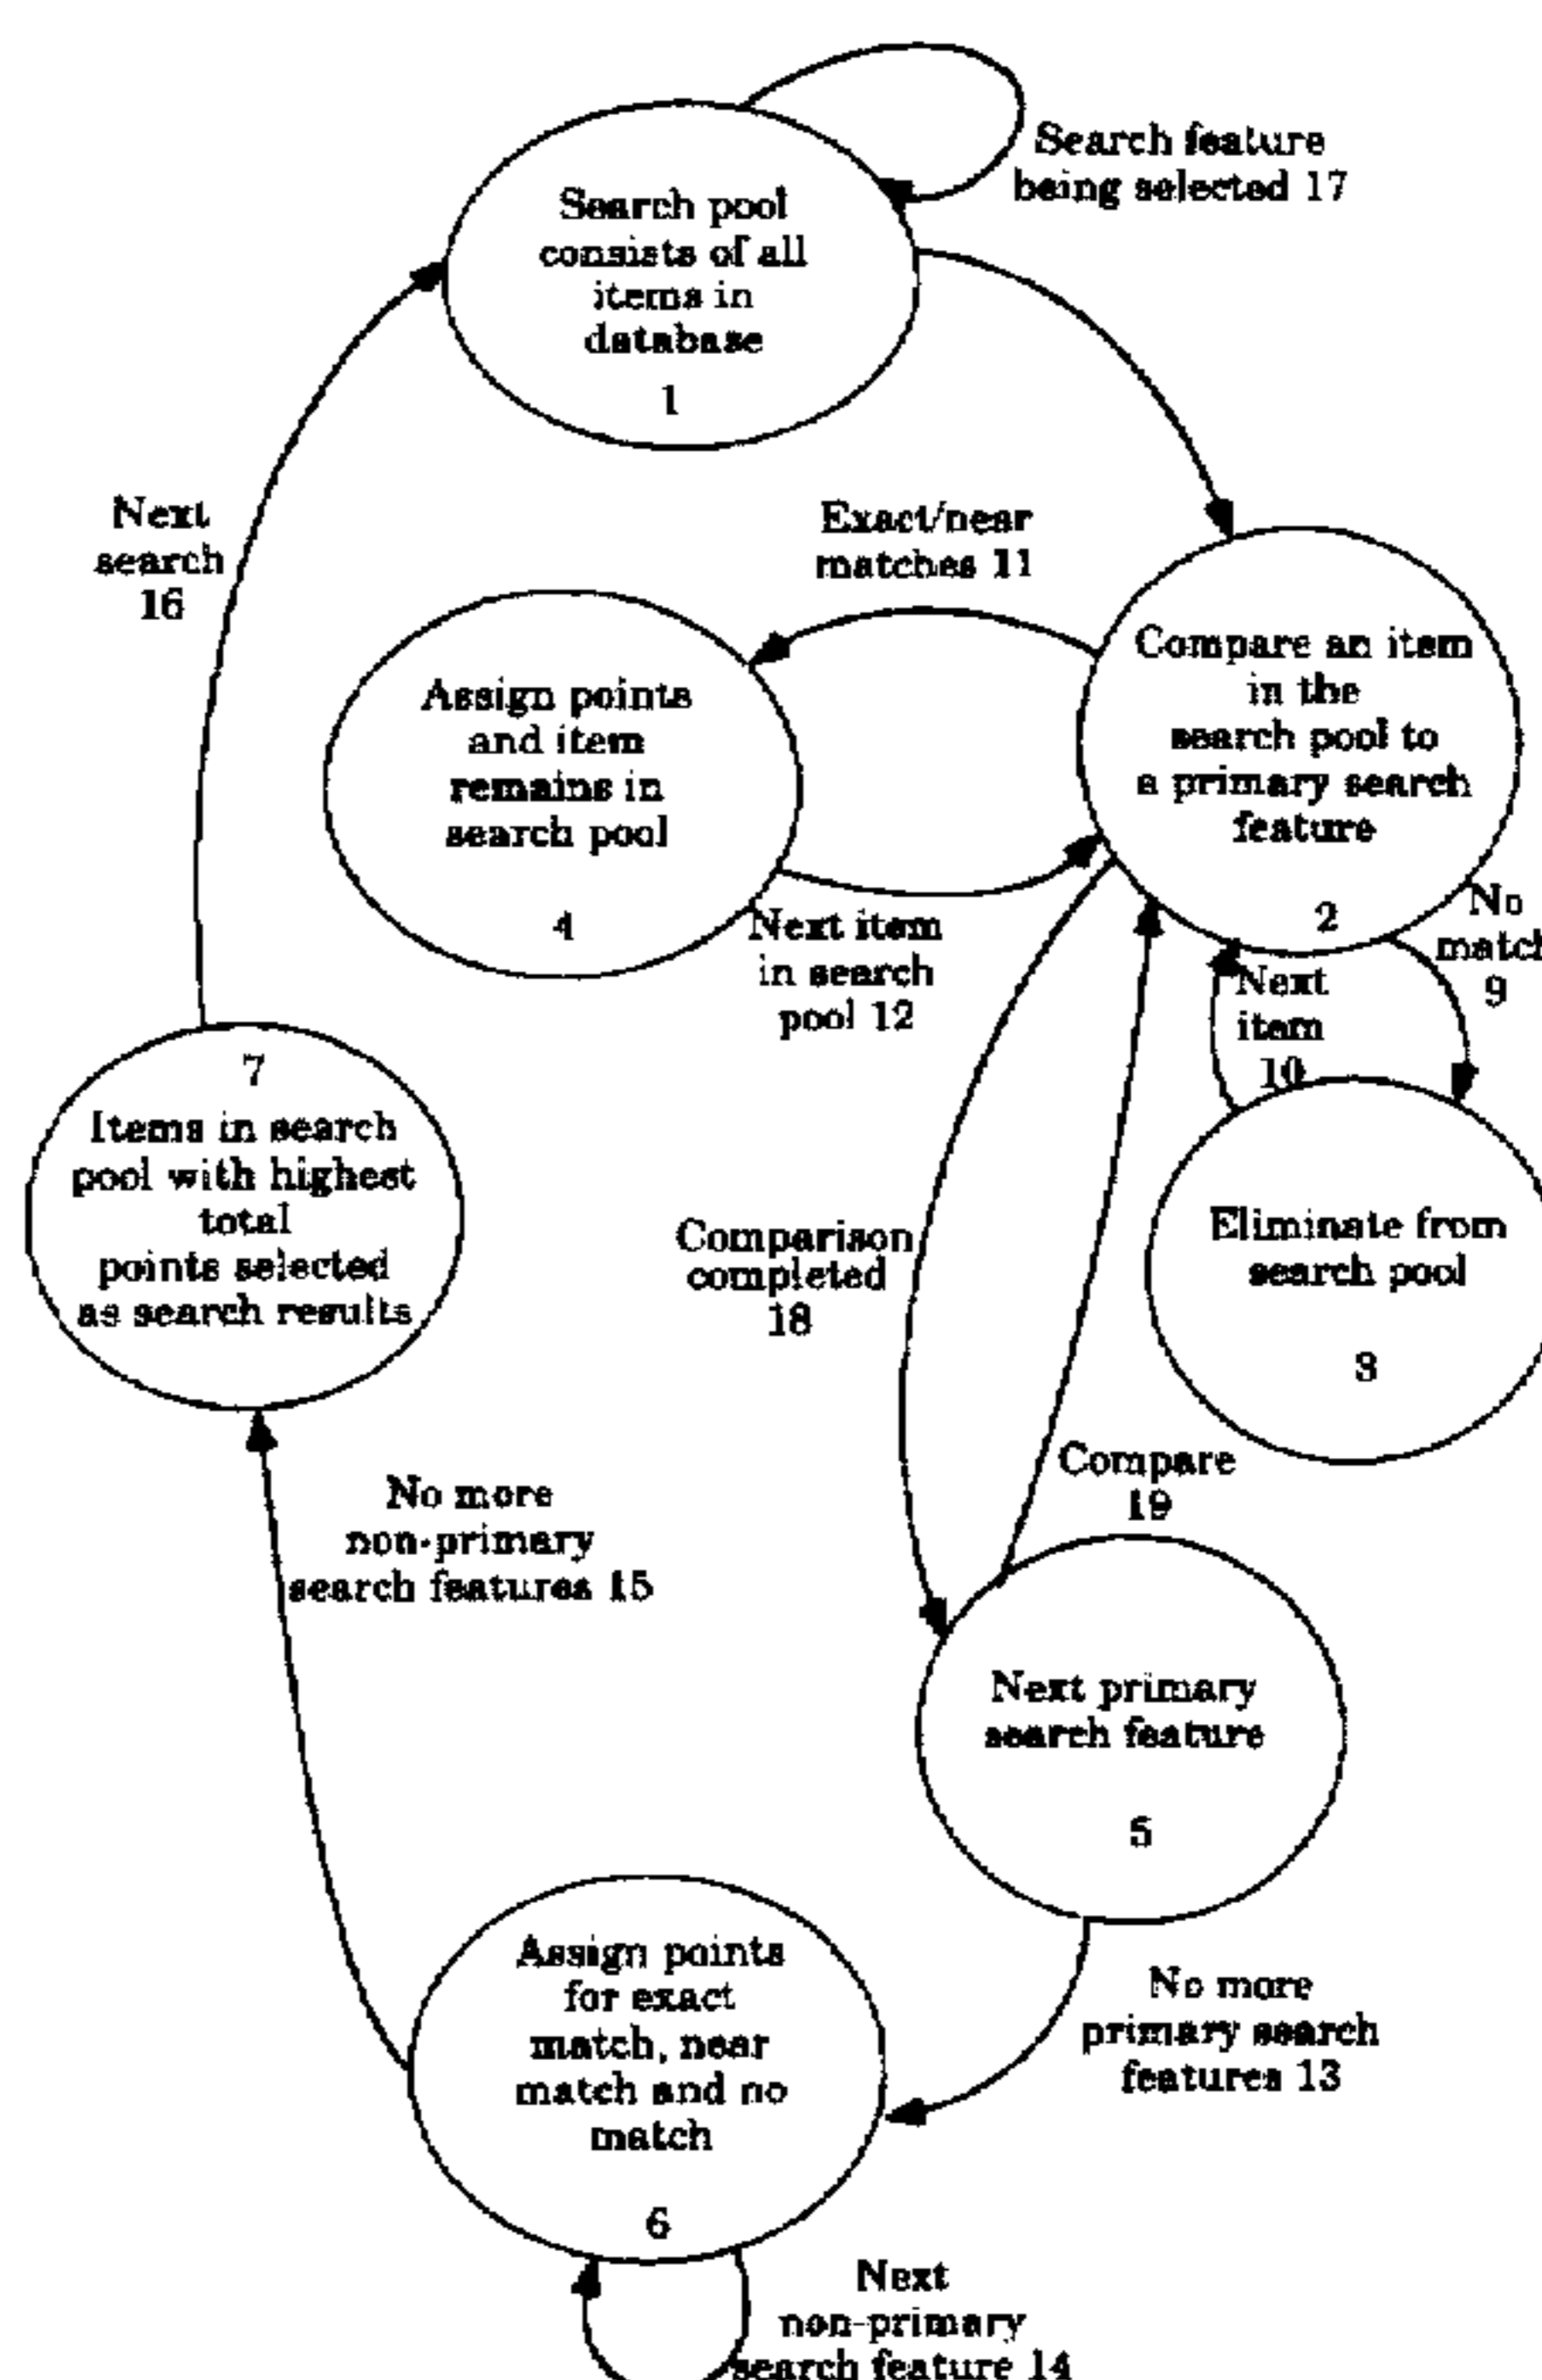 Search feature
being selected 17
Search pool
consists of all
items in
database
1
Next
search
16
Exact/near
matches 11
Compare an item
in the
search pool to
a primary search
feature
2
Assign points
and item
remains in
search pool
4
Next item
in search
pool 12
No
match
9
Next
item
10
7
Items in search
pool with highest
total
points selected
as search results
Eliminate from
search pool
3
Comparison
completed
18
Compare
19
No more
non-primary
search features 15
Next primary
search feature
5
Assign points
for exact
match, near
match and no
match
6
No more
primary search
features 13
Next
non-primary
search feature 14